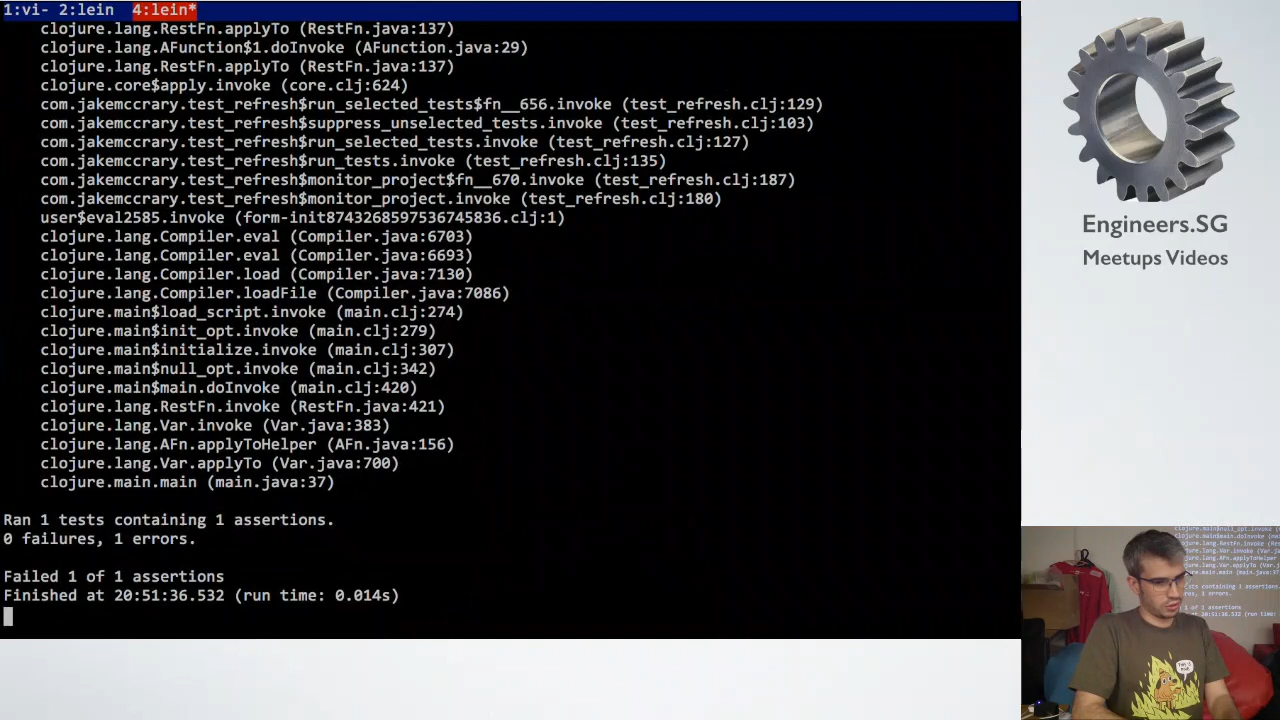 1:vi- 2:lein 4:lein*
clojure.lang.RestFn.applyTo (RestFn.java:137)
clojure.lang.AFunction$1.doInvoke (AFunction.java:29)
clojure.lang.RestFn.applyTo (RestFn.java:137)
clojure.core$apply.invoke (core.clj:624)
com.jakemccrary.test_refresh$run_selected_tests$fn__656.invoke (test_refresh.clj:129)
com.jakemccrary.test_refresh$suppress_unselected_tests.invoke (test_refresh.clj:103)
com.jakemccrary.test_refresh$run_selected_tests.invoke (test_refresh.clj:127)
com.jakemccrary.test_refresh$run_tests.invoke (test_refresh.clj:135)
com.jakemccrary.test_refresh$monitor_project$fn__670.invoke (test_refresh.clj:187)
com.jakemccrary.test_refresh$monitor_project.invoke (test_refresh.clj:180)
user$eval2585.invoke (form-init8743268597536745836.clj:1)
clojure.lang.Compiler.eval (Compiler.java:6703)
clojure.lang.Compiler.eval (Compiler.java:6693)
clojure.lang.Compiler.load (Compiler.java:7130)
clojure.lang.Compiler.loadFile (Compiler.java:7086)
clojure.main$load_script.invoke (main.clj:274)
clojure.main$init_opt.invoke (main.clj:279)
clojure.main$initialize.invoke (main.clj:307)
clojure.main$null_opt.invoke (main.clj:342)
clojure.main$main.doInvoke (main.clj:420)
clojure.lang.RestFn.invoke (RestFn.java:421)
clojure.lang.Var.invoke (Var.java:383)
clojure.lang.AFn.applyToHelper (AFn.java:156)
clojure.lang.Var.applyTo (Var.java:700)
clojure.main.main (main.java:37)
Ran 1 tests containing 1 assertions.
0 failures, 1 errors.
Failed 1 of 1 assertions
Finished at 20:51:36.532 (run time: 0.014s)
Engineers.SG
Meetups Videos